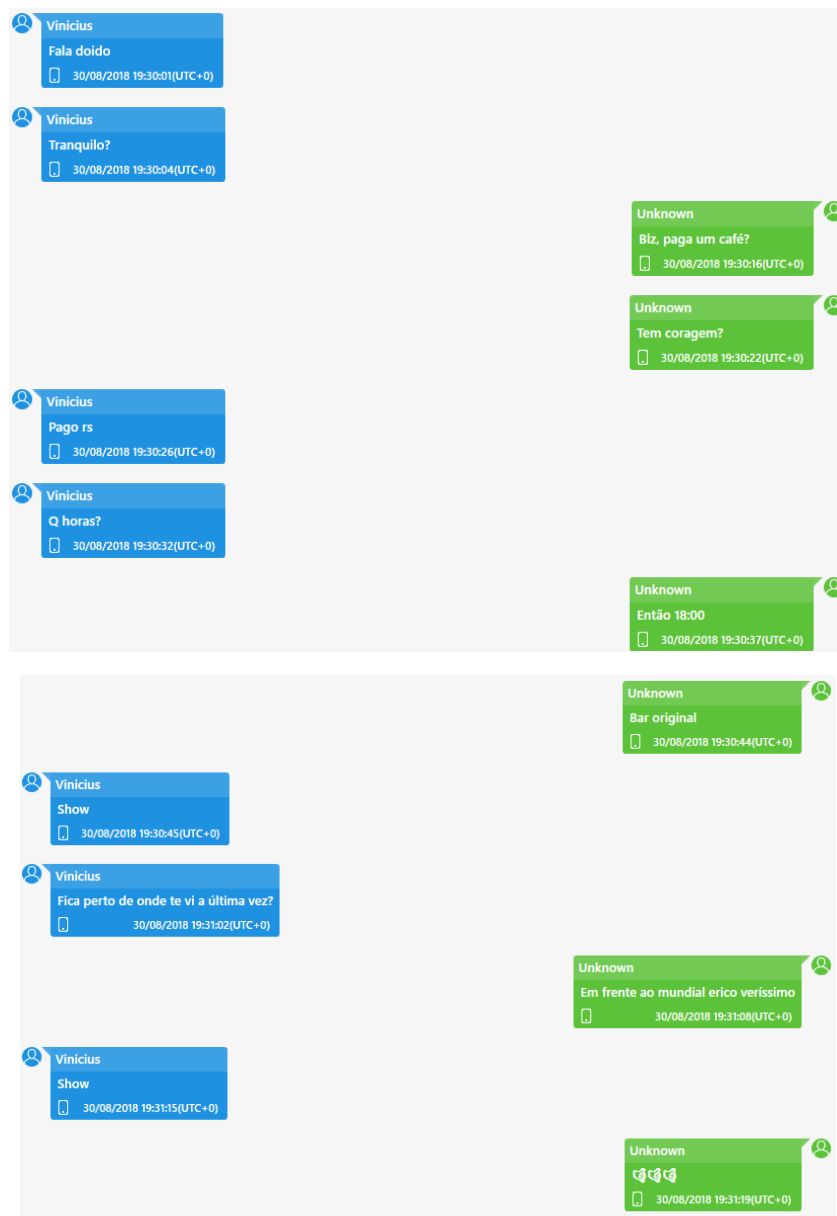 Vinicius
Fala doido
30/08/2018 19:30:01(UTC+0)
Vinicius
Tranquilo?
30/08/2018 19:30:04(UTC+0)
Unknown
Blz, paga um café?
30/08/2018 19:30:16(UTC+0)
Unknown
Tem coragem?
30/08/2018 19:30:22(UTC+0)
Vinicius
Pago rs
30/08/2018 19:30:26(UTC+0)
Vinicius
Q horas?
30/08/2018 19:30:32(UTC+0)
Unknown
Então 18:00
30/08/2018 19:30:37(UTC+0)
Unknown
Bar original
30/08/2018 19:30:44(UTC+0)
Vinicius
Show
30/08/2018 19:30:45(UTC+0)
Vinicius
Fica perto de onde te vi a última vez?
30/08/2018 19:31:02(UTC+0)
Unknown
Em frente ao mundial erico veríssimo
30/08/2018 19:31:08(UTC+0)
Vinicius
Show
30/08/2018 19:31:15(UTC+0)
Unknown
30/08/2018 19:31:19(UTC+0)